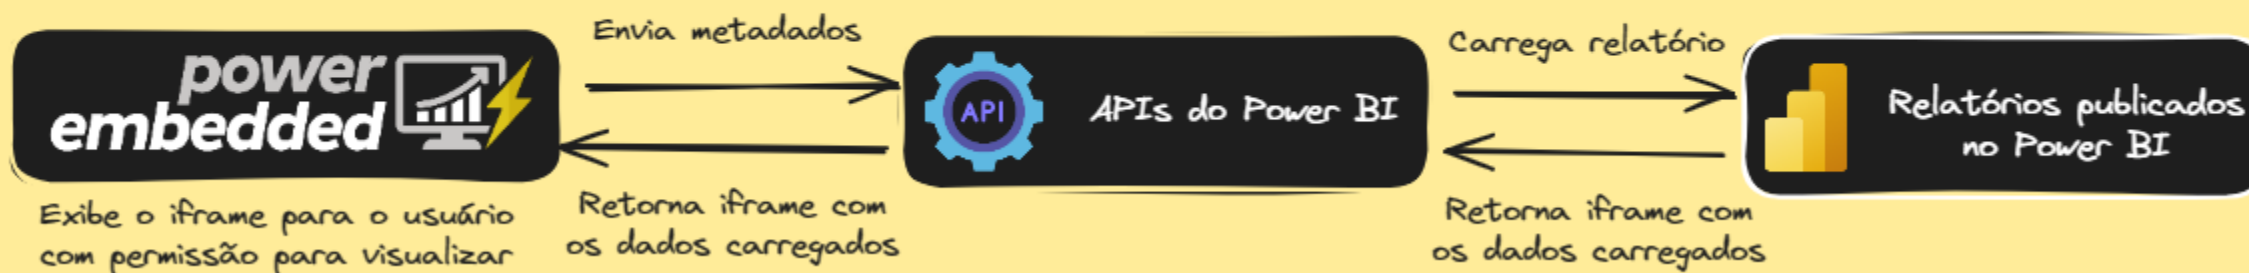 power
embedded
Exibe o iframe para o usuário
com permissão para visualizar
Envia metadados
Retorna iframe com
os dados carregados
API
APIs do Power BI
Carrega relatório
Retorna iframe com
os dados carregados
Relatórios publicados
no Power BI